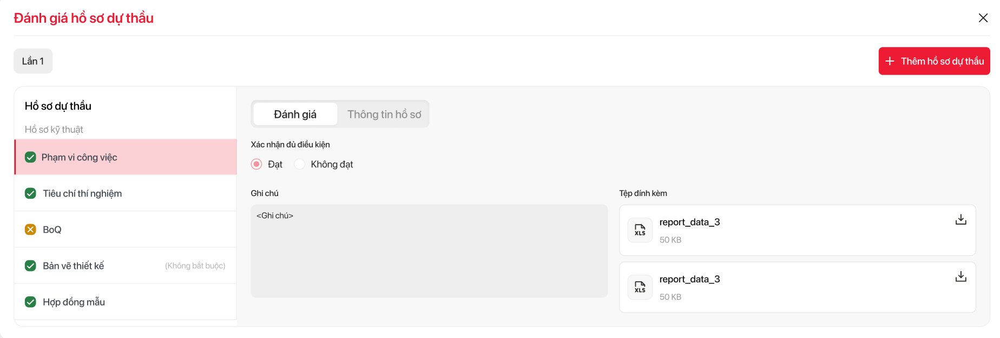 Đánh giá hồ sơ dự thầu
Lần 1
Thêm hồ sơ dự thầu
Hồ sơ dự thầu
Hồ sơ kỹ thuật
Phạm vi công việc
Tiêu chí thí nghiệm
BoQ
Bản vẽ thiết kế (Không bắt buộc)
Hợp đồng mẫu
Đánh giá Thông tin hồ sơ
Xác nhận đủ điều kiện
Đạt Không đạt
Ghi chú
<Ghi chú>
Tệp đính kèm
XLS
report_data_3
50 KB
XLS
report_data_3
50 KB